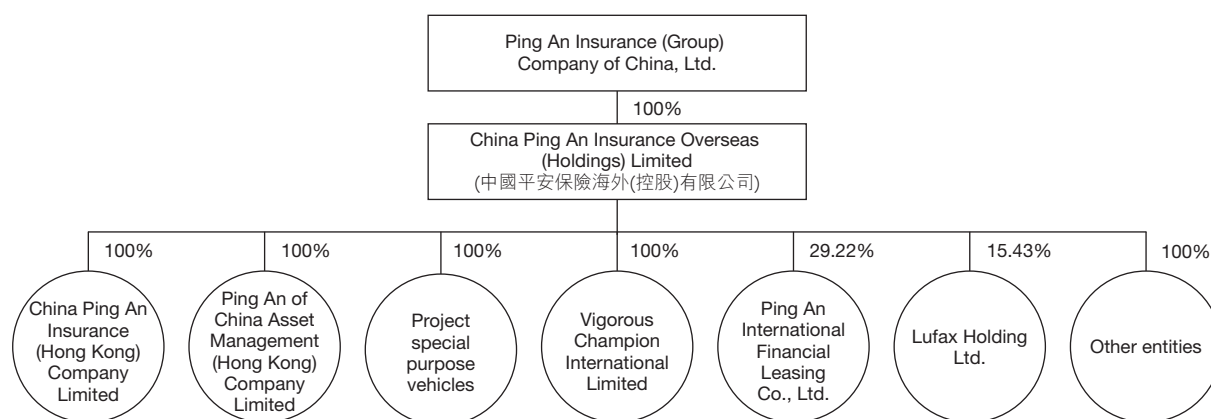 Ping An Insurance (Group)
Company of China, Ltd.
100%
China Ping An Insurance Overseas
(Holdings) Limited
(中國平安保險海外(控股)有限公司)
100%
100%
100%
100%
29.22%
15.43%
100%
China Ping An
Insurance
(Hong Kong)
Company
Limited
Ping An of
China Asset
Management
(Hong Kong)
Company
Limited
Project
special
purpose
vehicles
Vigorous
Champion
International
Limited
Ping An
International
Financial
Leasing
Co., Ltd.
Lufax Holding
Ltd.
Other entities